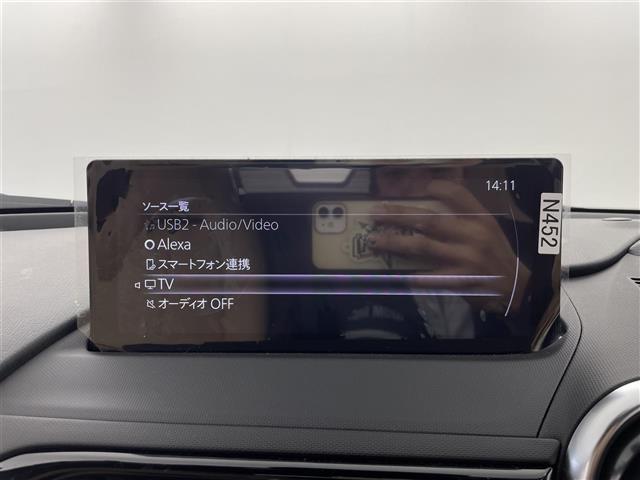 14:11
ソース一覧
USB2 - Audio/Video
Alexa
スマートフォン連携
TV
オーディオ OFF
N452